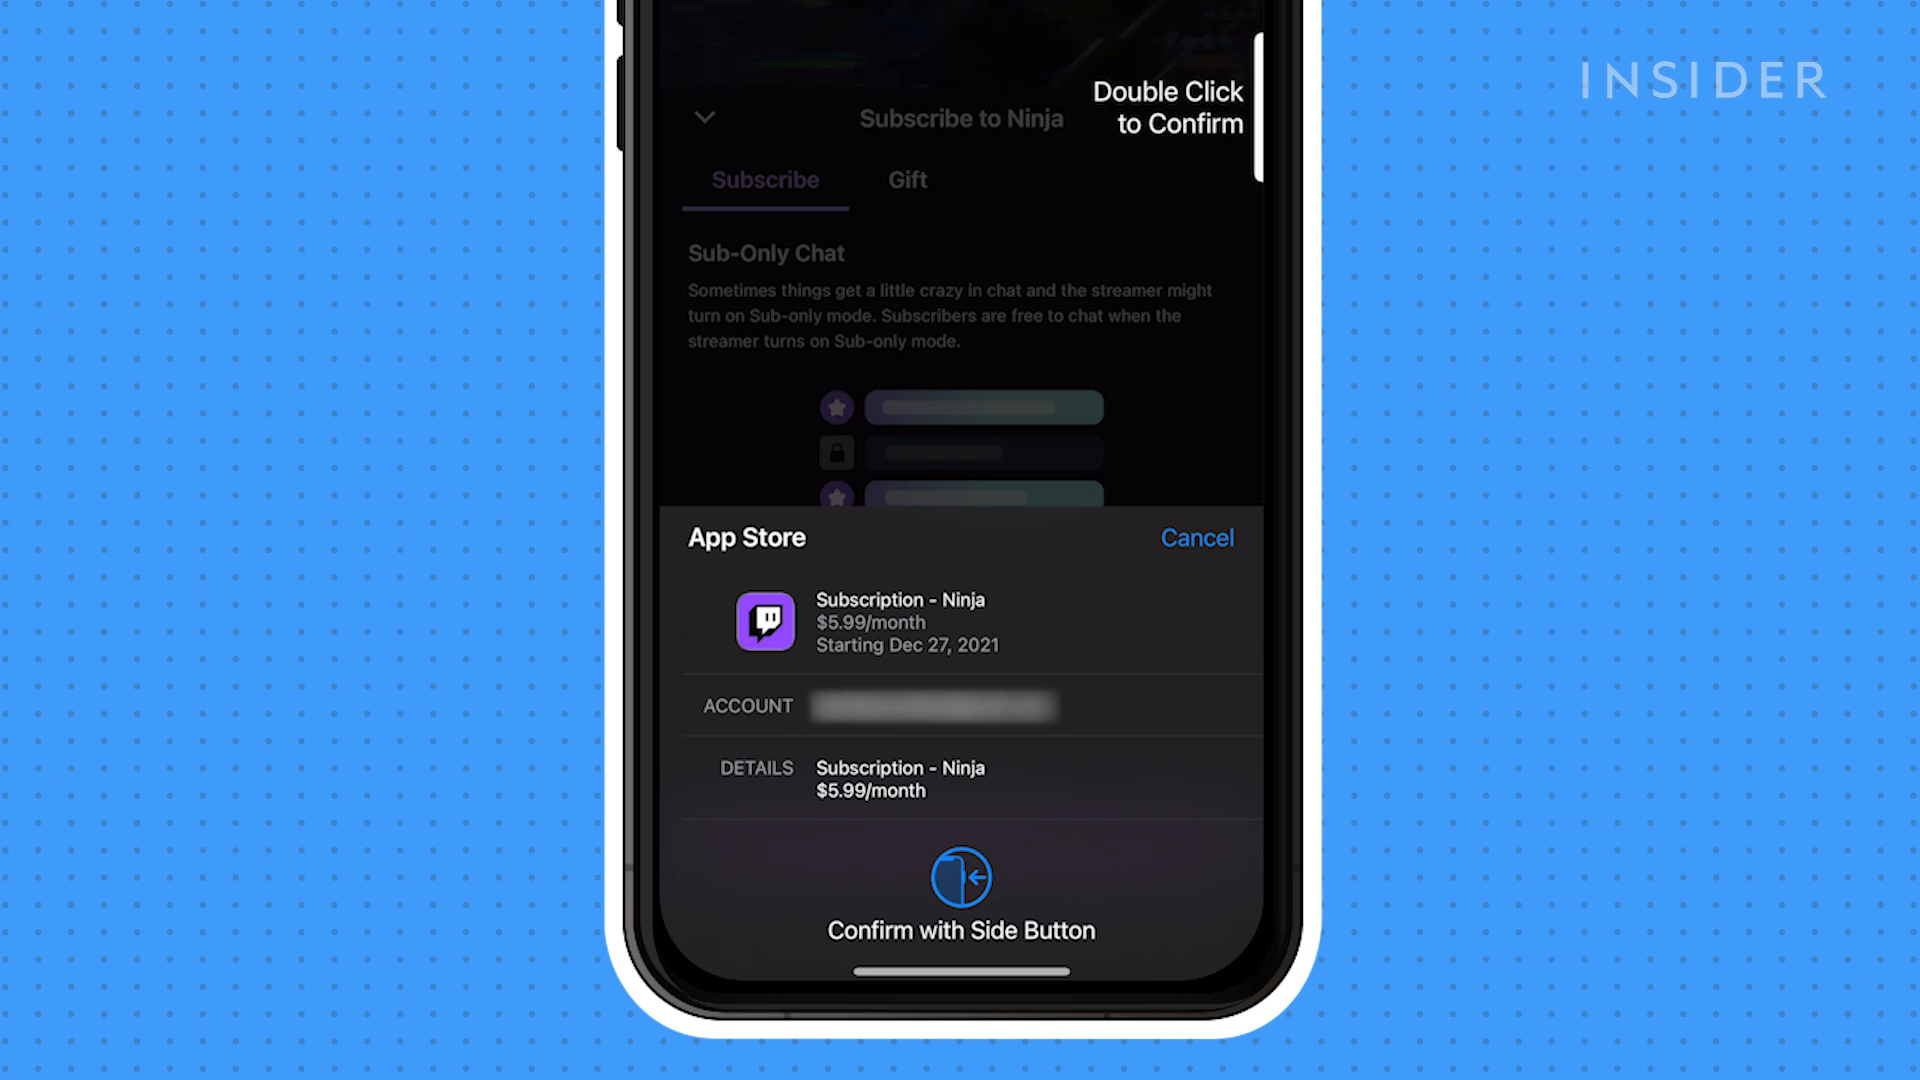 INSIDER
Double Click
to Confirm
Subscribe to Ninja
Subscribe
Gift
Sub-Only Chat
Sometimes things get a little crazy in chat and the streamer might
turn on Sub-only mode. Subscribers are free to chat when the
streamer turns on Sub-only mode.
App Store
Cancel
Subscription - Ninja
$5.99/month
Starting Dec 27, 2021
ACCOUNT
DETAILS
Subscription - Ninja
$5.99/month
Confirm with Side Button